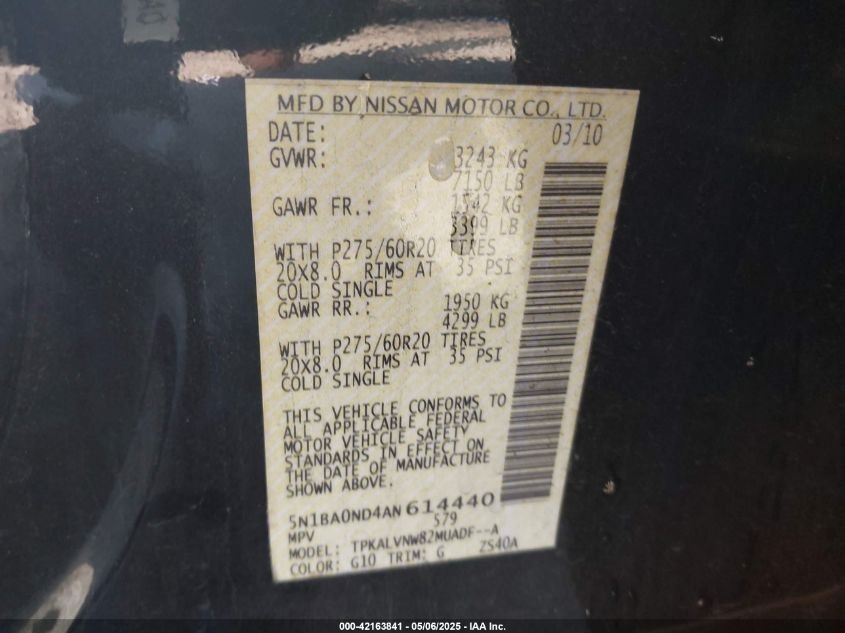 MFD BY NISSAN MOTOR CO., LTD.
DATE: 03/10
GVWR: 3243 KG
7150 LB
GAWR FR.: 1542 KG
3399 LB
WITH P275/60R20 TIRES
20X8.0 RIMS AT 35 PSI
COLD SINGLE
GAWR RR.: 1950 KG
4299 LB
WITH P275/60R20 TIRES
20X8.0 RIMS AT 35 PSI
COLD SINGLE
THIS VEHICLE CONFORMS TO
ALL APPLICABLE FEDERAL
MOTOR VEHICLE SAFETY
STANDARDS IN EFFECT ON
THE DATE OF MANUFACTURE
SHOWN ABOVE.
5N1BA0ND4AN614440
MPV 579
MODEL: TPKALVNW82MUADF--A
COLOR: G10 TRIM: G ZS40A
000-42163841 - 05/06/2025 - IAA Inc.